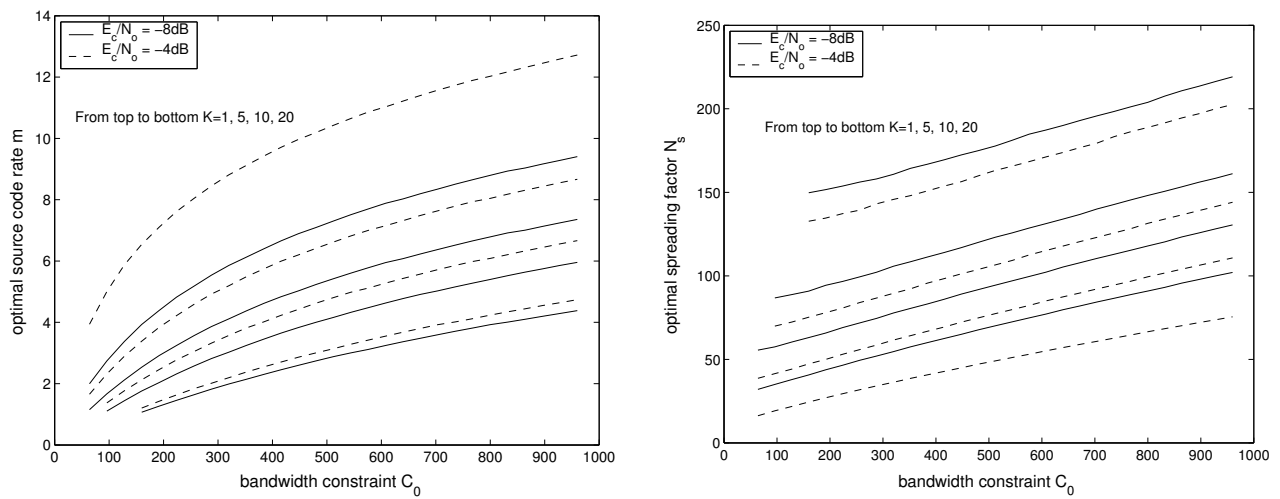 14
12
10
8
6
4
2
0
optimal source code rate m
E_c/N_o = −8dB
E_c/N_o = −4dB
From top to bottom K=1, 5, 10, 20
0 100 200 300 400 500 600 700 800 900 1000
bandwidth constraint C_0
250
200
150
100
50
0
optimal spreading factor N_s
E_c/N_o = −8dB
E_c/N_o = −4dB
From top to bottom K=1, 5, 10, 20
0 100 200 300 400 500 600 700 800 900 1000
bandwidth constraint C_0